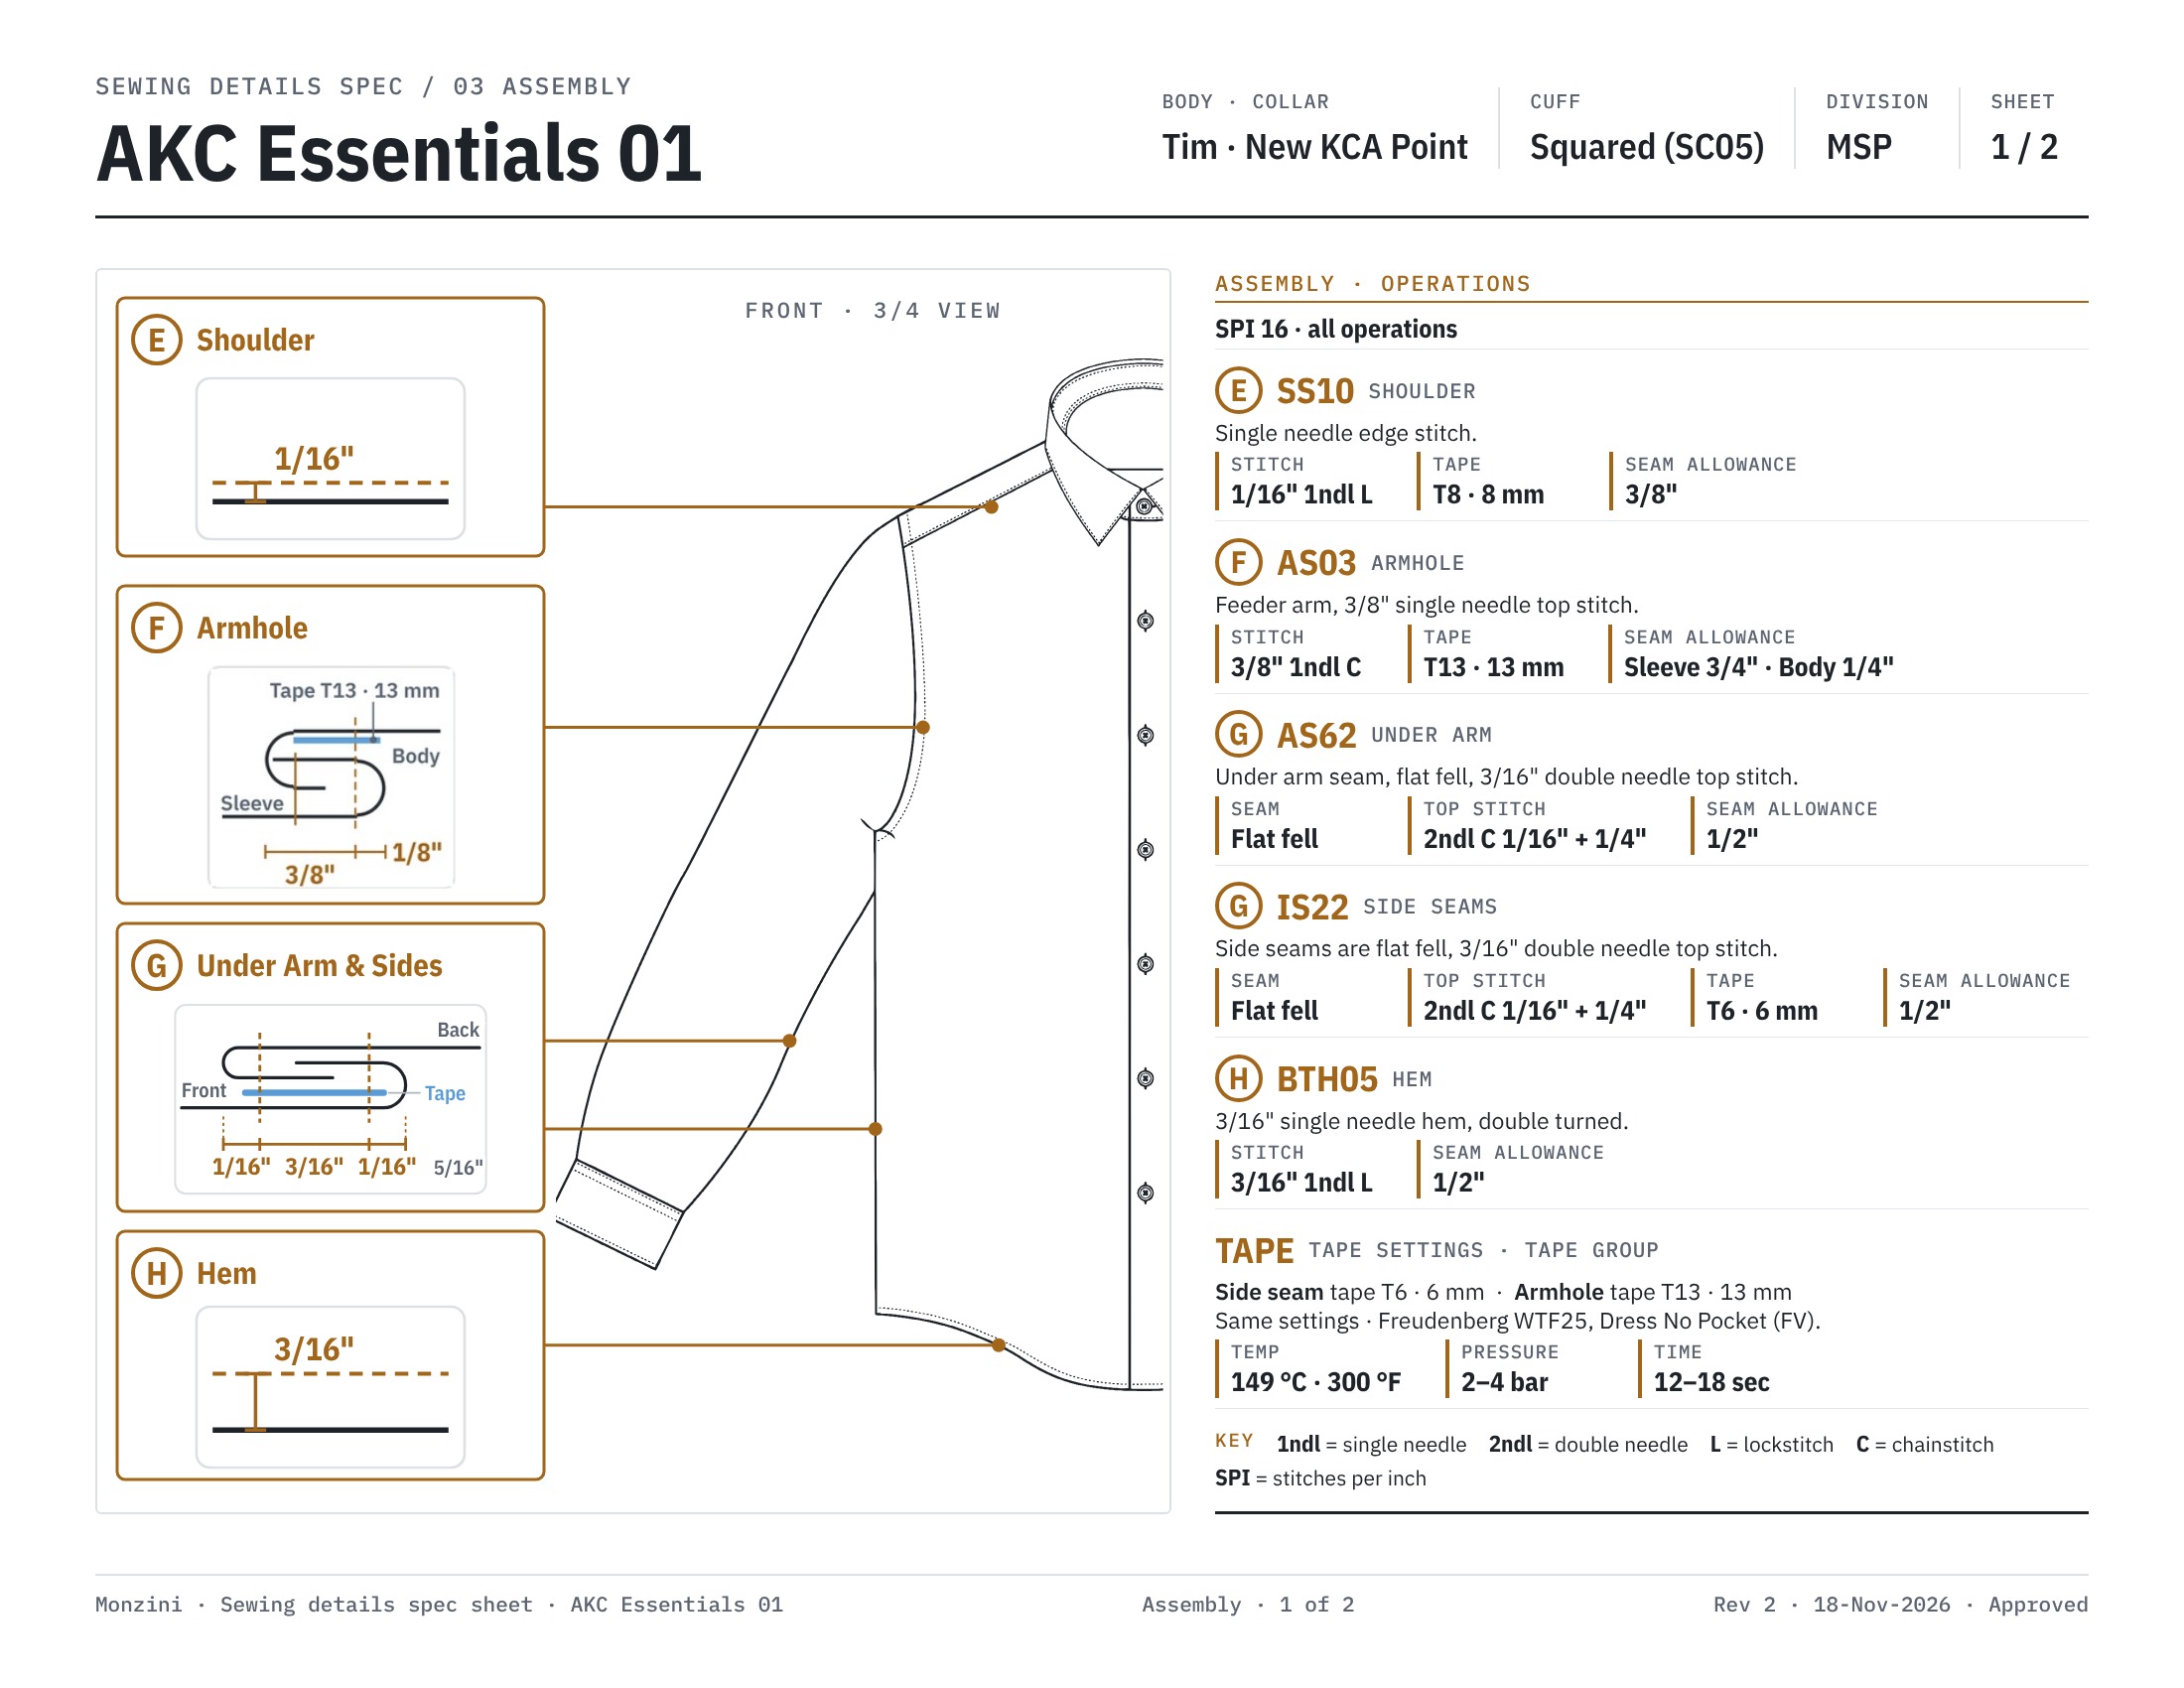 SEWING DETAILS SPEC / 03 ASSEMBLY
AKC Essentials 01
BODY · COLLAR
Tim · New KCA Point
CUFF
Squared (SC05)
DIVISION
MSP
SHEET
1 / 2
FRONT · 3/4 VIEW
E Shoulder
1/16"
F Armhole
Tape T13 · 13 mm
Body
Sleeve
1/8"
3/8"
G Under Arm & Sides
Back
Front
Tape
1/16" 3/16" 1/16" 5/16"
H Hem
3/16"
ASSEMBLY · OPERATIONS
SPI 16 · all operations
E SS10 SHOULDER
Single needle edge stitch.
STITCH TAPE SEAM ALLOWANCE
1/16" 1ndl L T8 · 8 mm 3/8"
F AS03 ARMHOLE
Feeder arm, 3/8" single needle top stitch.
STITCH TAPE SEAM ALLOWANCE
3/8" 1ndl C T13 · 13 mm Sleeve 3/4" · Body 1/4"
G AS62 UNDER ARM
Under arm seam, flat fell, 3/16" double needle top stitch.
SEAM TOP STITCH SEAM ALLOWANCE
Flat fell 2ndl C 1/16" + 1/4" 1/2"
G IS22 SIDE SEAMS
Side seams are flat fell, 3/16" double needle top stitch.
SEAM TOP STITCH TAPE SEAM ALLOWANCE
Flat fell 2ndl C 1/16" + 1/4" T6 · 6 mm 1/2"
H BTH05 HEM
3/16" single needle hem, double turned.
STITCH SEAM ALLOWANCE
3/16" 1ndl L 1/2"
TAPE TAPE SETTINGS · TAPE GROUP
Side seam tape T6 · 6 mm · Armhole tape T13 · 13 mm
Same settings · Freudenberg WTF25, Dress No Pocket (FV).
TEMP PRESSURE TIME
149 °C · 300 °F 2–4 bar 12–18 sec
KEY 1ndl = single needle 2ndl = double needle L = lockstitch C = chainstitch
SPI = stitches per inch
Monzini · Sewing details spec sheet · AKC Essentials 01
Assembly · 1 of 2
Rev 2 · 18-Nov-2026 · Approved